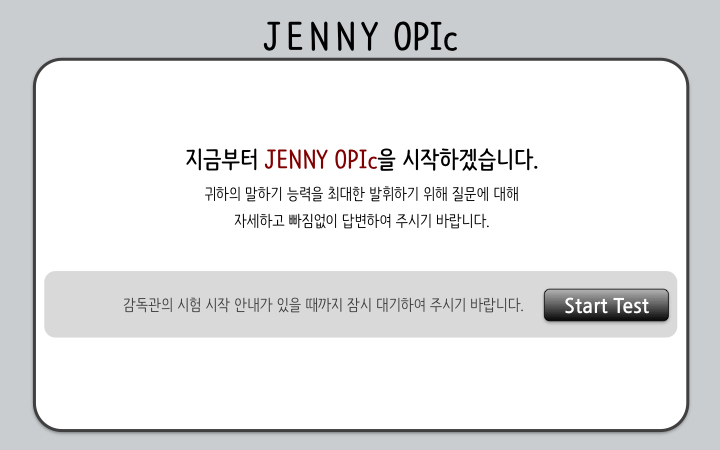 JENNY OPIc
지금부터 JENNY OPIc을 시작하겠습니다.
귀하의 말하기 능력을 최대한 발휘하기 위해 질문에 대해
자세하고 빠짐없이 답변하여 주시기 바랍니다.
감독관의 시험 시작 안내가 있을 때까지 잠시 대기하여 주시기 바랍니다.
Start Test